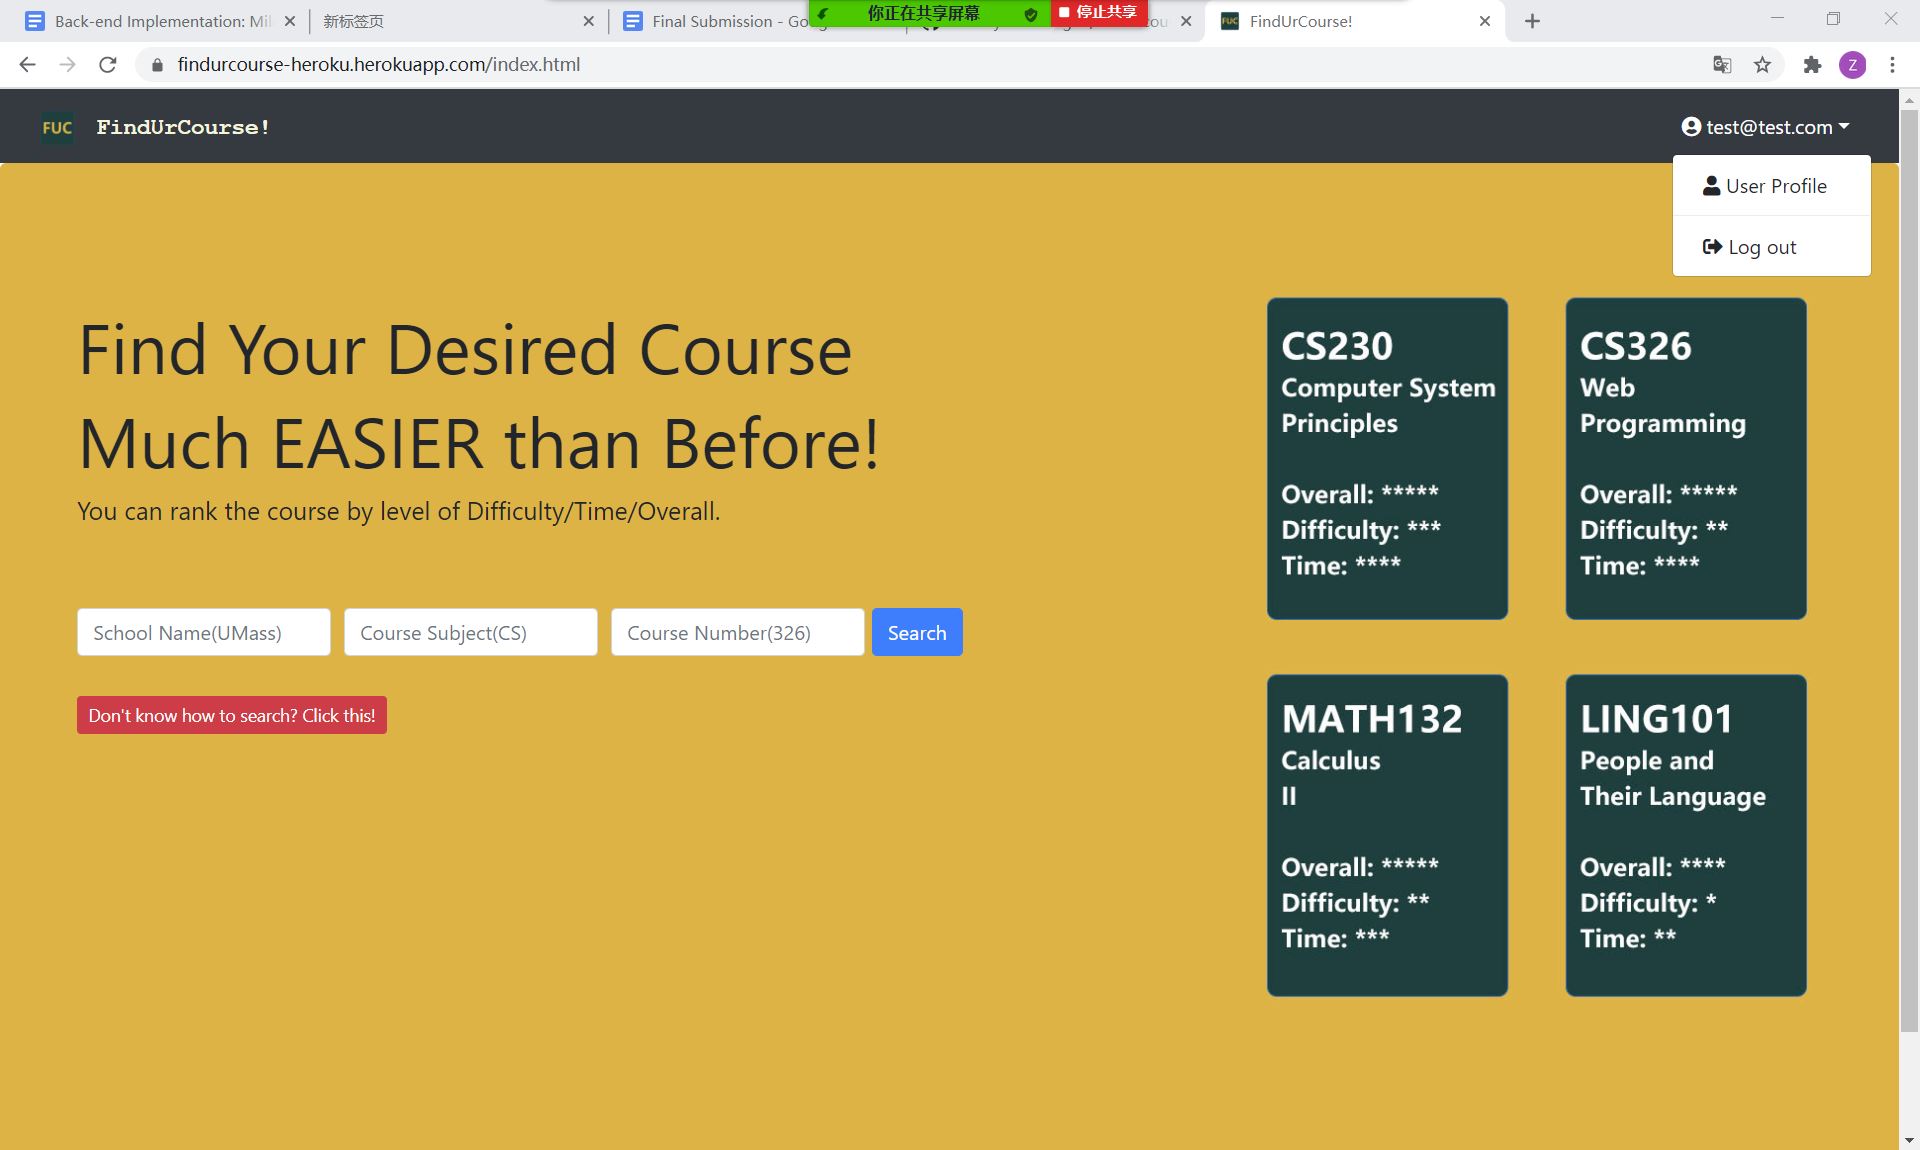 Back-end Implementation: Mil
新标签页
Final Submission - Goo
你正在共享屏幕
停止共享
FUC
FindUrCourse!
findurcourse-heroku.herokuapp.com/index.html
Z
FUC
FindUrCourse!
test@test.com
User Profile
Log out
Find Your Desired Course
Much EASIER than Before!
You can rank the course by level of Difficulty/Time/Overall.
School Name(UMass)
Course Subject(CS)
Course Number(326)
Search
Don't know how to search? Click this!
CS230
Computer System
Principles
Overall: *****
Difficulty: ***
Time: ****
CS326
Web
Programming
Overall: *****
Difficulty: **
Time: ****
MATH132
Calculus
II
Overall: *****
Difficulty: **
Time: ***
LING101
People and
Their Language
Overall: ****
Difficulty: *
Time: **